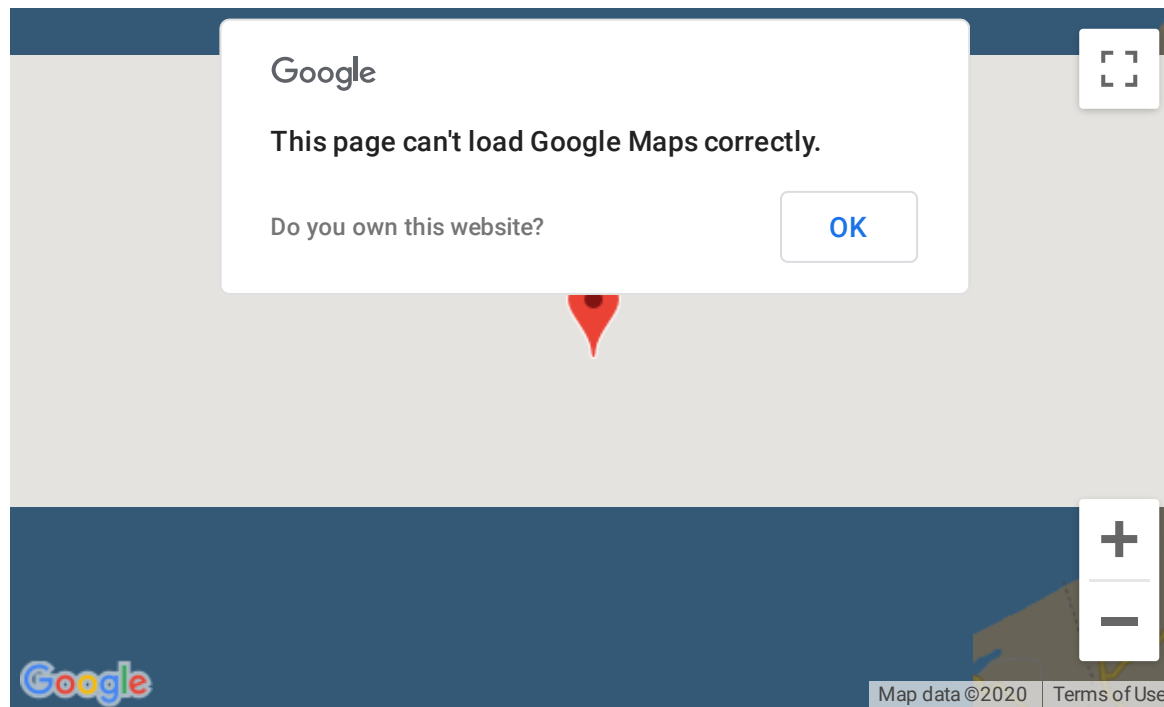 Google
This page can't load Google Maps correctly.
Do you own this website?
OK
Google
Map data ©2020
Terms of Use